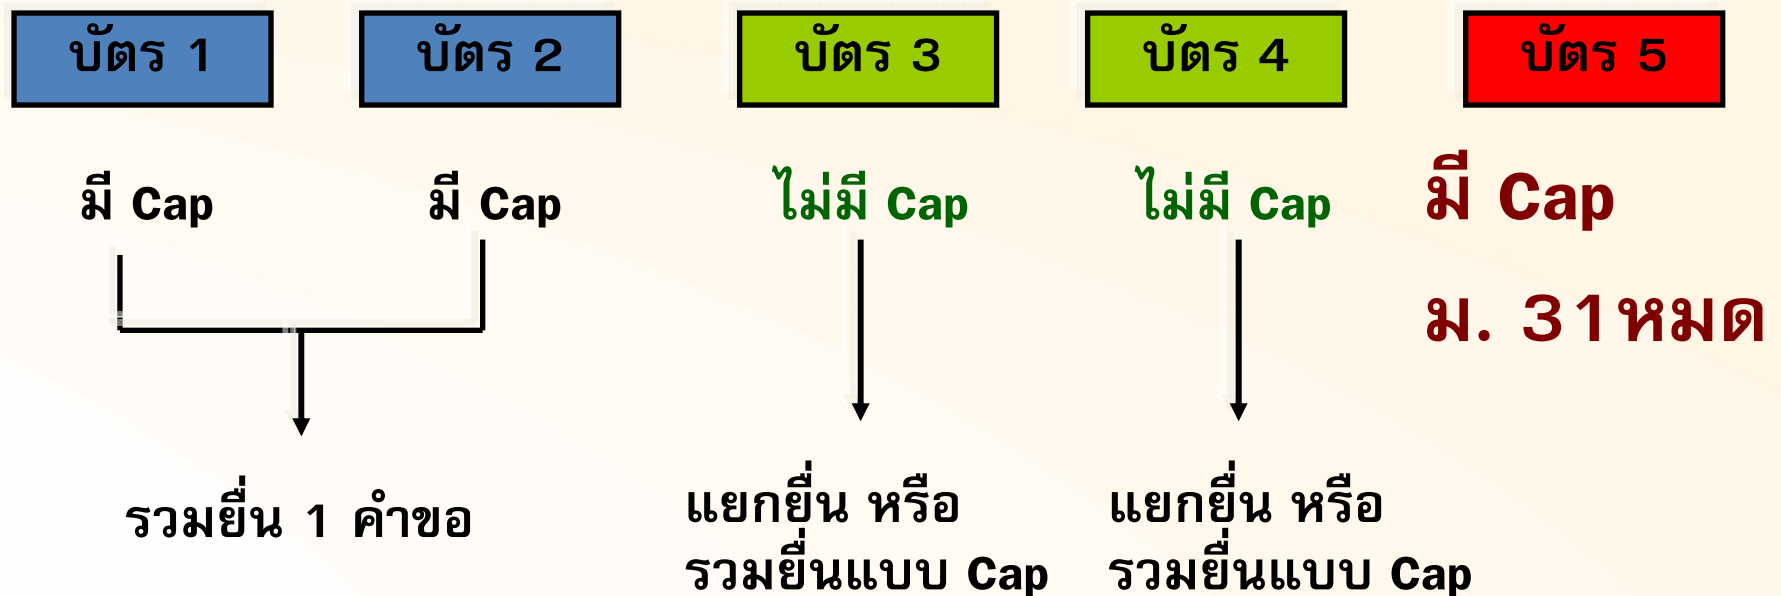 บัตร 1
บัตร 2
บัตร 3
บัตร 4
บัตร 5
มี Cap
มี Cap
ไม่มี Cap
ไม่มี Cap
มี Cap
ม. 31หมด
รวมยื่น 1 คำขอ
แยกยื่น หรือ
รวมยื่นแบบ Cap
แยกยื่น หรือ
รวมยื่นแบบ Cap